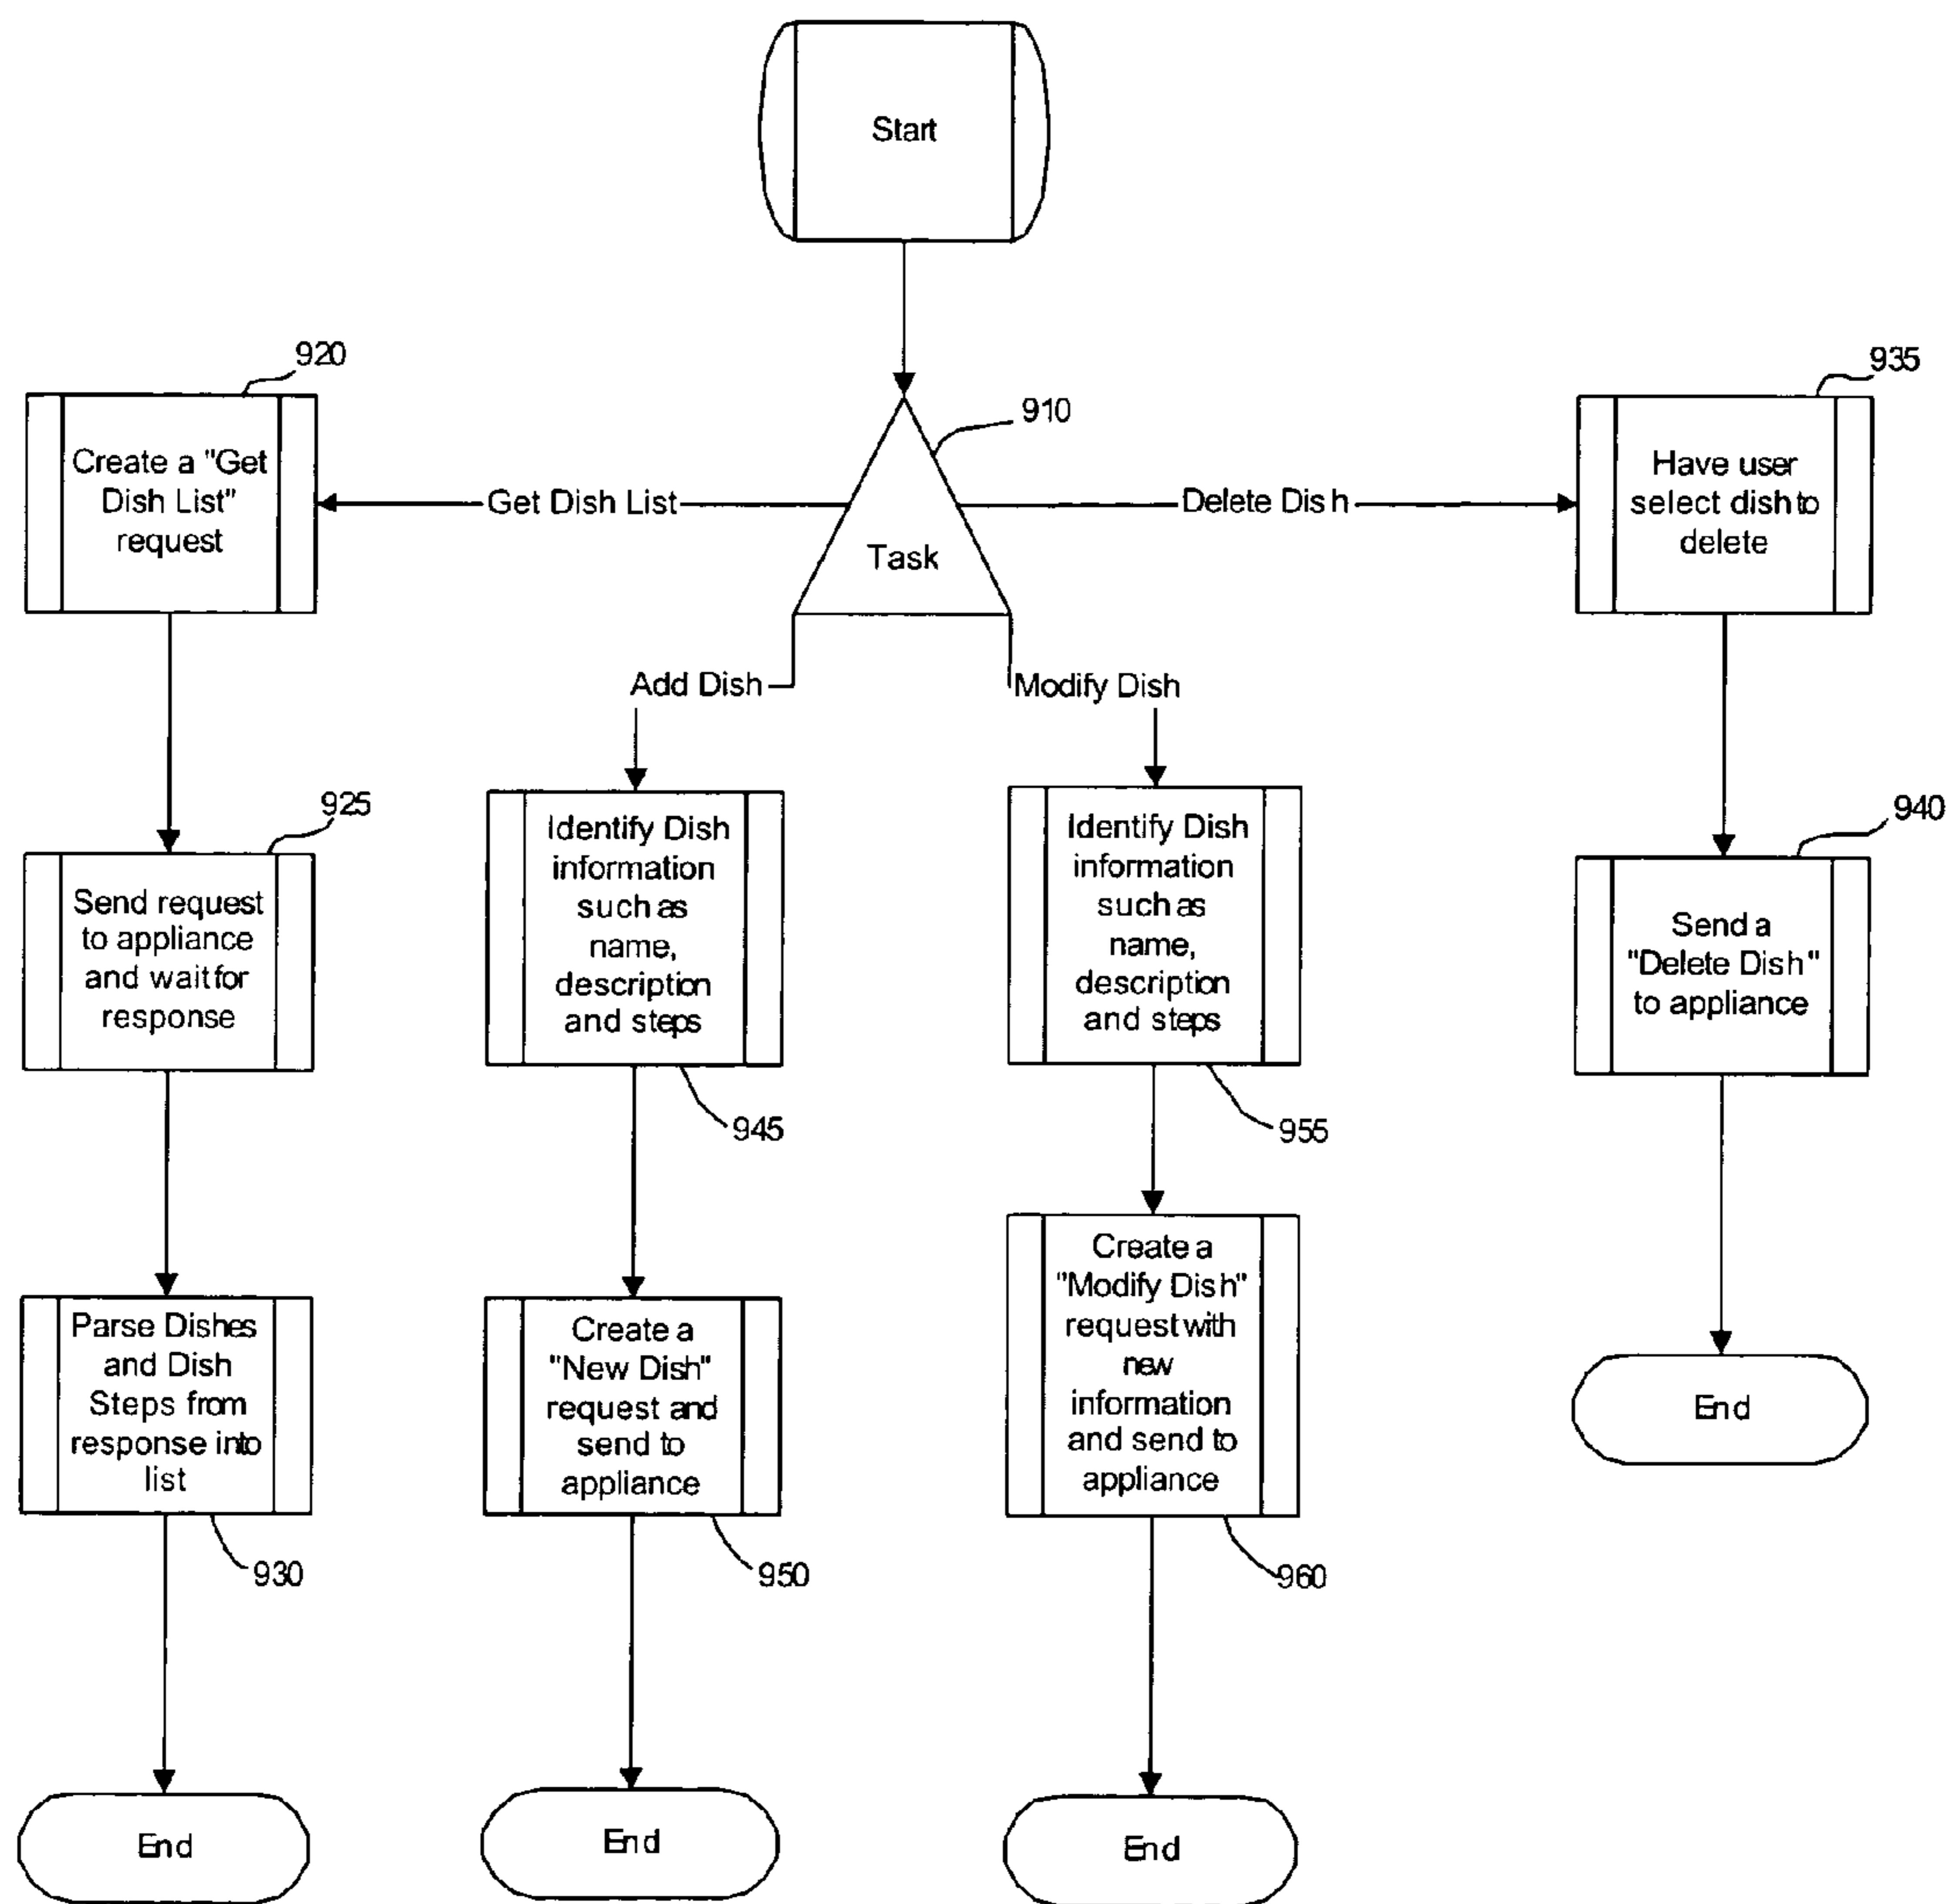 Start
920
935
910
Create a "Get
Dish List"
request
Get Dish List
Task
Delete Dish
Have user
select dish to
delete
Add Dish
Modify Dish
925
Send request
to appliance
and wait for
response
Identify Dish
information
such as
name,
description
and steps
945
Identify Dish
information
such as
name,
description
and steps
955
940
Send a
"Delete Dish"
to appliance
Parse Dishes
and Dish
Steps from
response into
list
930
Create a
"New Dish"
request and
send to
appliance
950
Create a
"Modify Dish"
request with
new
information
and send to
appliance
960
End
End
End
End